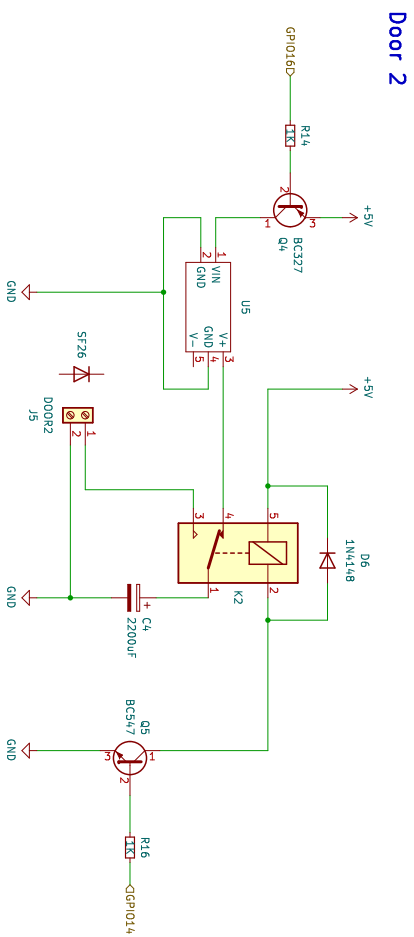 Door 2
GPIO16
R14
1K
2
1
3
BC327
Q4
+5V
GND
1
2
VIN
GND
U5
V-
GND
V+
5
4
3
SF26
DOOR2
J5
1
2
+5V
D6
1N4148
3
4
5
1
2
K2
GND
+
C4
2200uF
Q5
BC547
GND
3
1
2
R16
1K
GPIO14